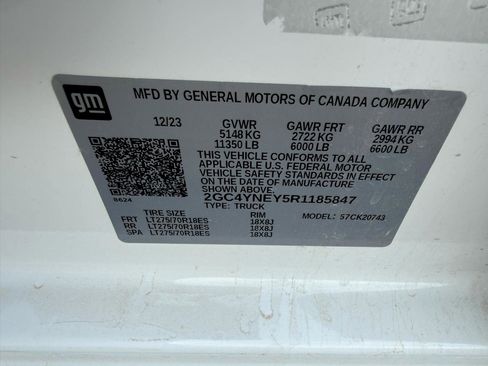 gm
MFD BY GENERAL MOTORS OF CANADA COMPANY
12/23 GVWR GAWR FRT GAWR RR
5148 KG 2722 KG 2994 KG
11350 LB 6000 LB 6600 LB
THIS VEHICLE CONFORMS TO ALL
APPLICABLE U.S. FEDERAL MOTOR
VEHICLE SAFETY STANDARDS IN EFFECT
ON THE DATE OF MANUFACTURE
SHOWN ABOVE.
8624 2GC4YNEY5R1185847
TYPE: TRUCK
TIRE SIZE RIM MODEL: 57CK20743
FRT LT275/70R18ES 18X8J
RR LT275/70R18ES 18X8J
SPA LT275/70R18ES 18X8J